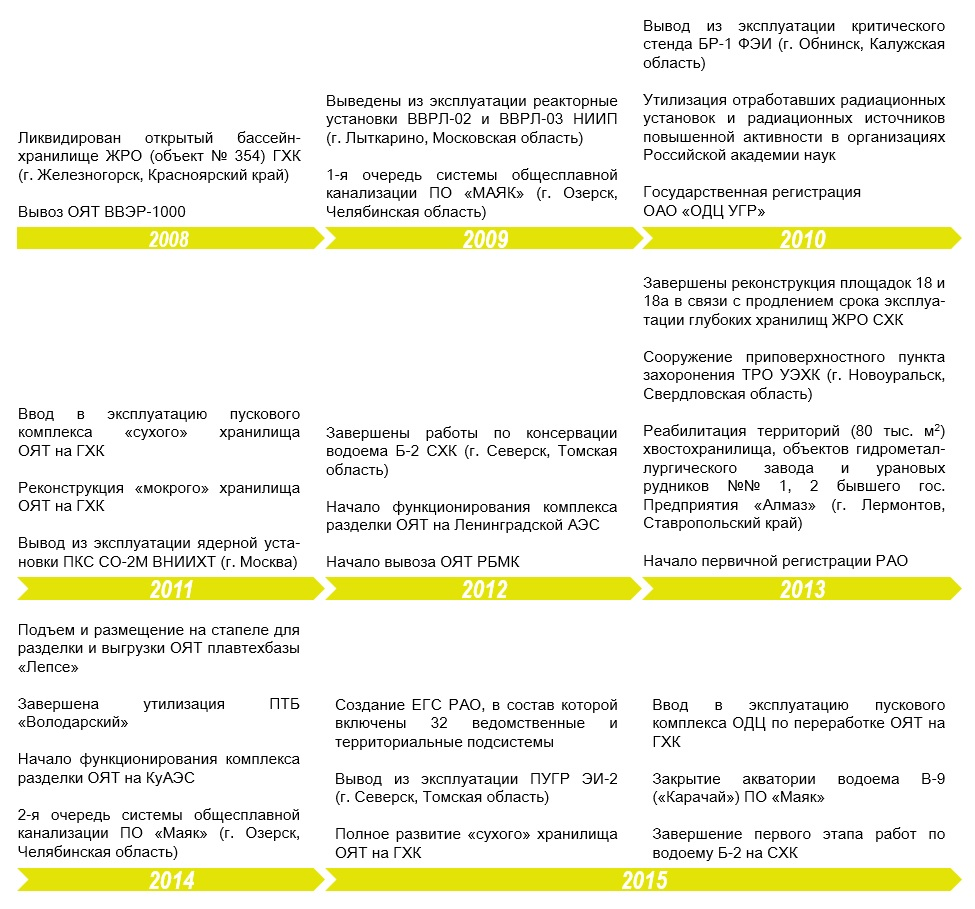 Ликвидирован открытый бассейн-
хранилище ЖРО (объект № 354) ГХК
(г. Железногорск, Красноярский край)
Вывоз ОЯТ ВВЭР-1000
2008
Выведены из эксплуатации реакторные
установки ВВРЛ-02 и ВВРЛ-03 НИИП
(г. Лыткарино, Московская область)
1-я очередь системы общесплавной
канализации ПО «МАЯК» (г. Озерск,
Челябинская область)
2009
Вывод из эксплуатации критического
стенда БР-1 ФЭИ (г. Обнинск, Калужская
область)
Утилизация отработавших радиационных
установок и радиационных источников
повышенной активности в организациях
Российской академии наук
Государственная регистрация
ОАО «ОДЦ УГР»
2010
Ввод в эксплуатацию пускового
комплекса «сухого» хранилища
ОЯТ на ГХК
Реконструкция «мокрого» хранилища
ОЯТ на ГХК
Вывод из эксплуатации ядерной уста-
новки ПКС СО-2М ВНИИХТ (г. Москва)
2011
Завершены работы по консервации
водоема Б-2 СХК (г. Северск, Томская
область)
Начало функционирования комплекса
разделки ОЯТ на Ленинградской АЭС
Начало вывоза ОЯТ РБМК
2012
Завершены реконструкция площадок 18 и
18а в связи с продлением срока эксплуа-
тации глубоких хранилищ ЖРО СХК
Сооружение приповерхностного пункта
захоронения ТРО УЭХК (г. Новоуральск,
Свердловская область)
Реабилитация территорий (80 тыс. м²)
хвостохранилища, объектов гидрометал-
лургического завода и урановых
рудников №№ 1, 2 бывшего гос.
Предприятия «Алмаз» (г. Лермонтов,
Ставропольский край)
Начало первичной регистрации РАО
2013
Подъем и размещение на стапеле для
разделки и выгрузки ОЯТ плавтехбазы
«Лепсе»
Завершена утилизация ПТБ
«Володарский»
Начало функционирования комплекса
разделки ОЯТ на КуАЭС
2-я очередь системы общесплавной
канализации ПО «Маяк» (г. Озерск,
Челябинская область)
2014
Создание ЕГС РАО, в состав которой
включены 32 ведомственные и
территориальные подсистемы
Вывод из эксплуатации ПУГР ЭИ-2
(г. Северск, Томская область)
Полное развитие «сухого» хранилища
ОЯТ на ГХК
Ввод в эксплуатацию пускового
комплекса ОДЦ по переработке ОЯТ на
ГХК
Закрытие акватории водоема В-9
(«Карачай») ПО «Маяк»
Завершение первого этапа работ по
водоему Б-2 на СХК
2015